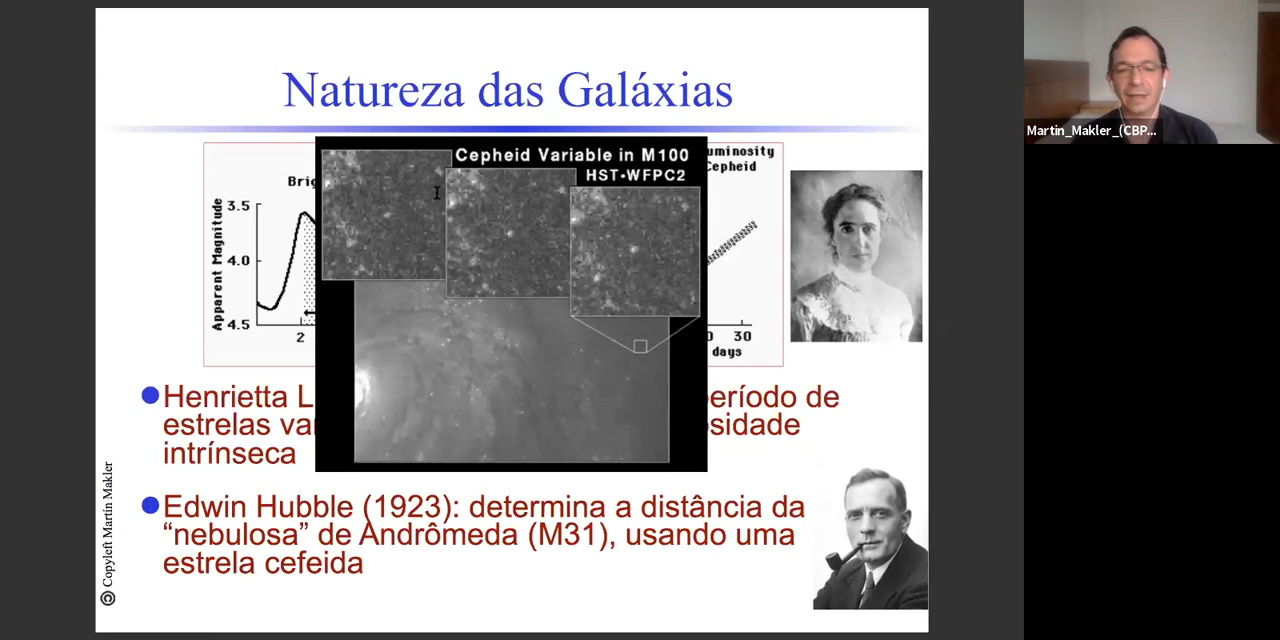 Natureza das Galáxias
Cepheid Variable in M100
HST•WFPC2
uminosity
Cepheid
Brig
Apparent Magnitude
3.5
4.0
4.5
2
0 30
days
Henrietta L
eríodo de
estrelas var
sidade
intrínseca
Edwin Hubble (1923): determina a distância da
“nebulosa” de Andrômeda (M31), usando uma
estrela cefeida
© Copyleft Martin Makler
Martin_Makler_(CBP...